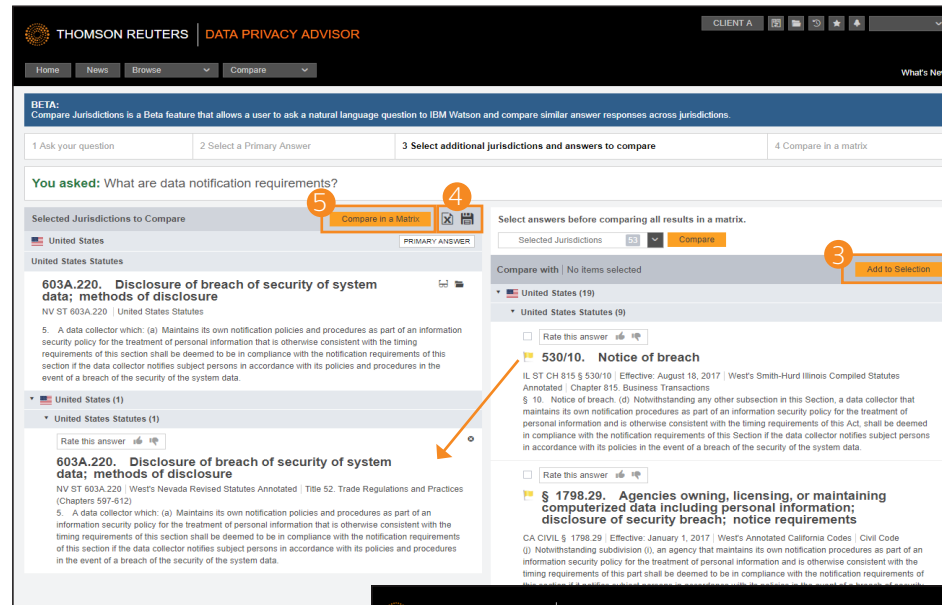 THOMSON REUTERS DATA PRIVACY ADVISOR
CLIENT A
Home News Browse Compare
What's Ne
BETA:
Compare Jurisdictions is a Beta feature that allows a user to ask a natural language question to IBM Watson and compare similar answer responses across jurisdictions.
1 Ask your question
2 Select a Primary Answer
3 Select additional jurisdictions and answers to compare
4 Compare in a matrix
You asked: What are data notification requirements?
5
4
Selected Jurisdictions to Compare
Compare in a Matrix
United States
PRIMARY ANSWER
United States Statutes
603A.220. Disclosure of breach of security of system
data; methods of disclosure
NV ST 603A.220 | United States Statutes
5. A data collector which: (a) Maintains its own notification policies and procedures as part of an information
security policy for the treatment of personal information that is otherwise consistent with the timing
requirements of this section shall be deemed to be in compliance with the notification requirements of this
section if the data collector notifies subject persons in accordance with its policies and procedures in the
event of a breach of the security of the system data.
United States (1)
United States Statutes (1)
Rate this answer
603A.220. Disclosure of breach of security of system
data; methods of disclosure
NV ST 603A.220 | West's Nevada Revised Statutes Annotated | Title 52. Trade Regulations and Practices
(Chapters 597-612)
5. A data collector which: (a) Maintains its own notification policies and procedures as part of an
information security policy for the treatment of personal information that is otherwise consistent with the
timing requirements of this section shall be deemed to be in compliance with the notification requirements
of this section if the data collector notifies subject persons in accordance with its policies and procedures
in the event of a breach of the security of the system data.
Select answers before comparing all results in a matrix.
Selected Jurisdictions 53
Compare
3
Compare with | No items selected
Add to Selection
United States (19)
United States Statutes (9)
Rate this answer
530/10. Notice of breach
IL ST CH 815 § 530/10 | Effective: August 18, 2017 | West's Smith-Hurd Illinois Compiled Statutes
Annotated | Chapter 815. Business Transactions
§ 10. Notice of breach. (d) Notwithstanding any other subsection in this Section, a data collector that
maintains its own notification procedures as part of an information security policy for the treatment of
personal information and is otherwise consistent with the timing requirements of this Act, shall be deemed
in compliance with the notification requirements of this Section if the data collector notifies subject persons
in accordance with its policies in the event of a breach of the security of the system data.
Rate this answer
§ 1798.29. Agencies owning, licensing, or maintaining
computerized data including personal information;
disclosure of security breach; notice requirements
CA CIVIL § 1798.29 | Effective: January 1, 2017 | West's Annotated California Codes | Civil Code
(j) Notwithstanding subdivision (i), an agency that maintains its own notification procedures as part of an
information security policy for the treatment of personal information and is otherwise consistent with the
timing requirements of this part shall be deemed to be in compliance with the notification requirements of